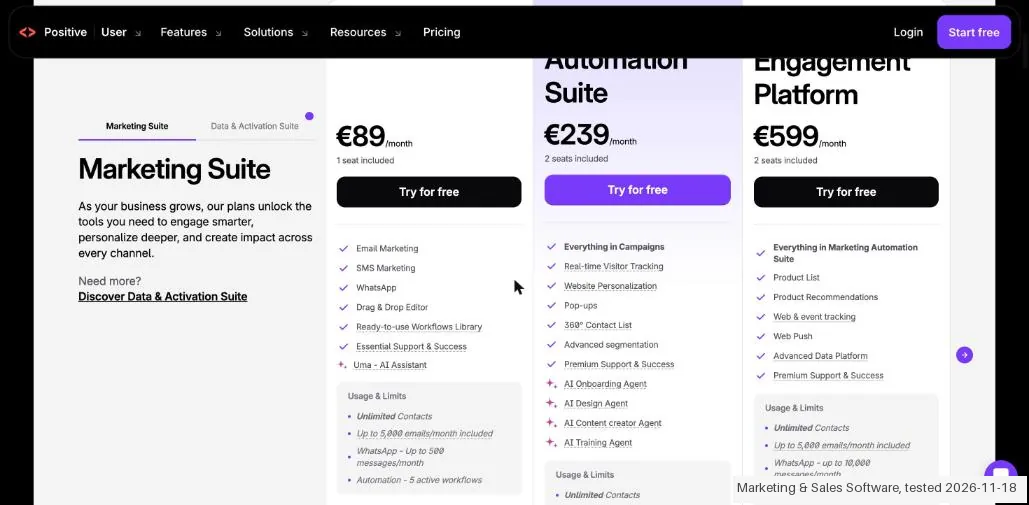 Positive
User
Features
Solutions
Resources
Pricing
Login
Start free
Marketing Suite
Data & Activation Suite
Marketing Suite
As your business grows, our plans unlock the
tools you need to engage smarter,
personalize deeper, and create impact across
every channel.
Need more?
Discover Data & Activation Suite
€89/month
1 seat included
Try for free
Email Marketing
SMS Marketing
WhatsApp
Drag & Drop Editor
Ready-to-use Workflows Library
Essential Support & Success
Uma - AI Assistant
Usage & Limits
Unlimited Contacts
Up to 5,000 emails/month included
WhatsApp - Up to 500
messages/month
Automation - 5 active workflows
Automation
Suite
€239/month
2 seats included
Try for free
Everything in Campaigns
Real-time Visitor Tracking
Website Personalization
Pop-ups
360° Contact List
Advanced segmentation
Premium Support & Success
AI Onboarding Agent
AI Design Agent
AI Content creator Agent
AI Training Agent
Usage & Limits
Unlimited Contacts
Engagement
Platform
€599/month
2 seats included
Try for free
Everything in Marketing Automation
Suite
Product List
Product Recommendations
Web & event tracking
Web Push
Advanced Data Platform
Premium Support & Success
Usage & Limits
Unlimited Contacts
Up to 5,000 emails/month included
WhatsApp - up to 10,000
messages/month
Marketing & Sales Software, tested 2026-11-18